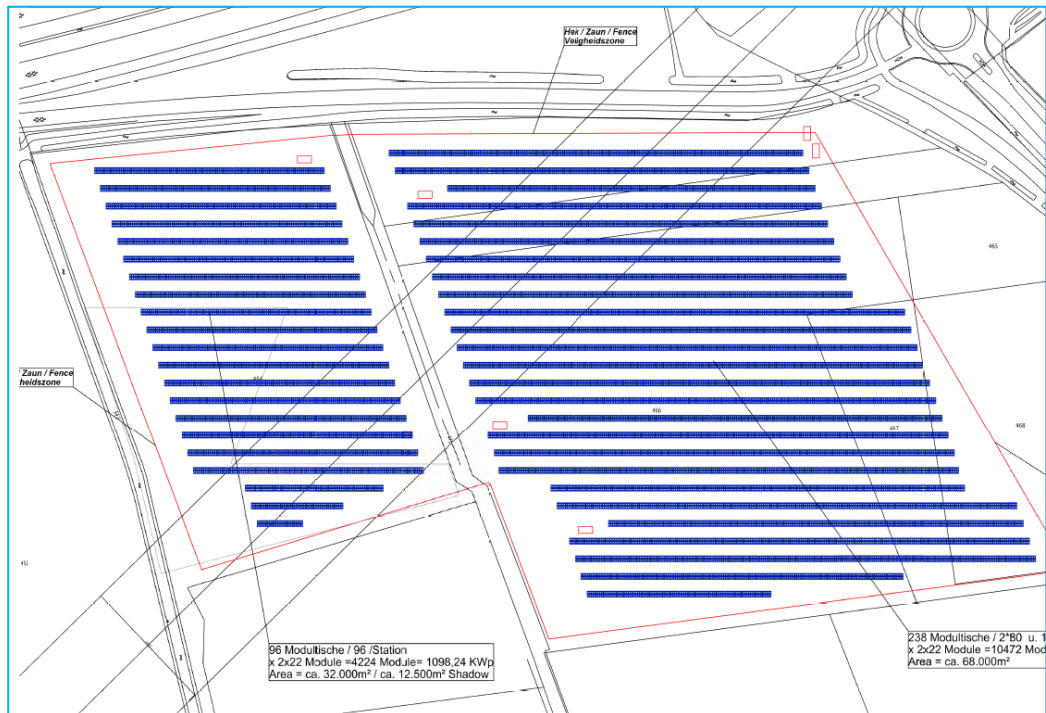 Hek / Zaun / Fence
Veiligheidszone
465
Zaun / Fence
heidszone
464
466
467
468
451
96 Modultische / 96 /Station
x 2x22 Module =4224 Module= 1098,24 KWp
Area = ca. 32.000m² / ca. 12.500m² Shadow
238 Modultische / 2*80 u. 1
x 2x22 Module =10472 Mod
Area = ca. 68.000m²